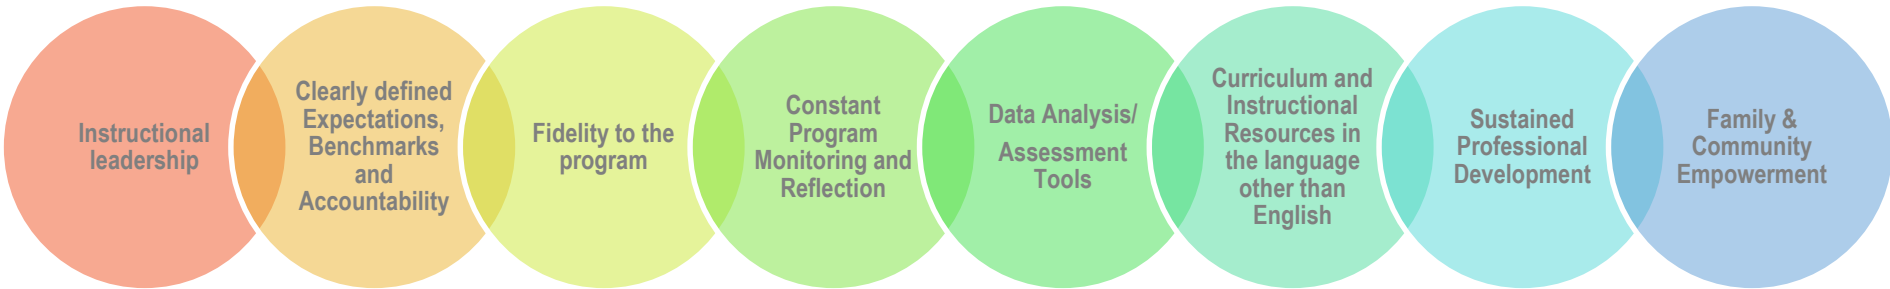 Instructional
leadership
Clearly defined
Expectations,
Benchmarks
and
Accountability
Fidelity to the
program
Constant
Program
Monitoring and
Reflection
Data Analysis/
Assessment
Tools
Curriculum and
Instructional
Resources in
the language
other than
English
Sustained
Professional
Development
Family &
Community
Empowerment